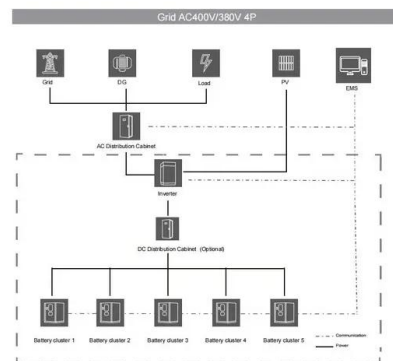 Grid AC400V/380V 4P
Grid
DG
Load
PV
EMS
AC Distribution Cabinet
Inverter
DC Distribution Cabinet (Optional)
Battery cluster 1
Battery cluster 2
Battery cluster 3
Battery cluster 4
Battery cluster 5
Communication
Power